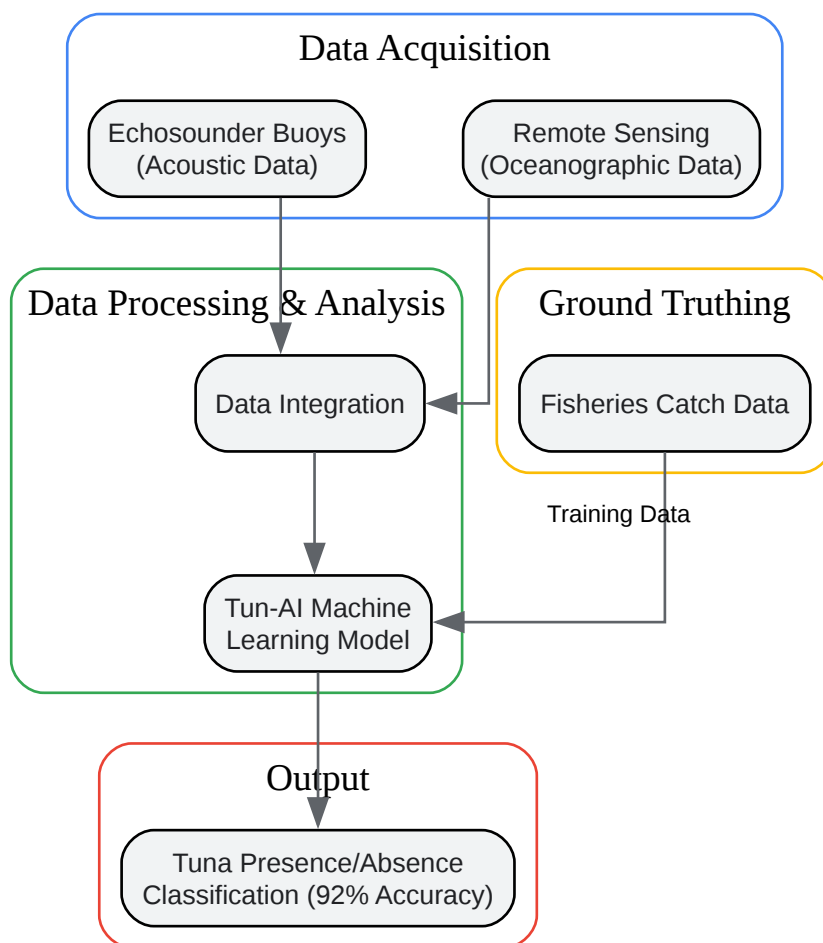 Data Acquisition
Echosounder Buoys
(Acoustic Data)
Remote Sensing
(Oceanographic Data)
Data Processing & Analysis
Ground Truthing
Data Integration
Fisheries Catch Data
Training Data
Tun-AI Machine
Learning Model
Output
Tuna Presence/Absence
Classification (92% Accuracy)